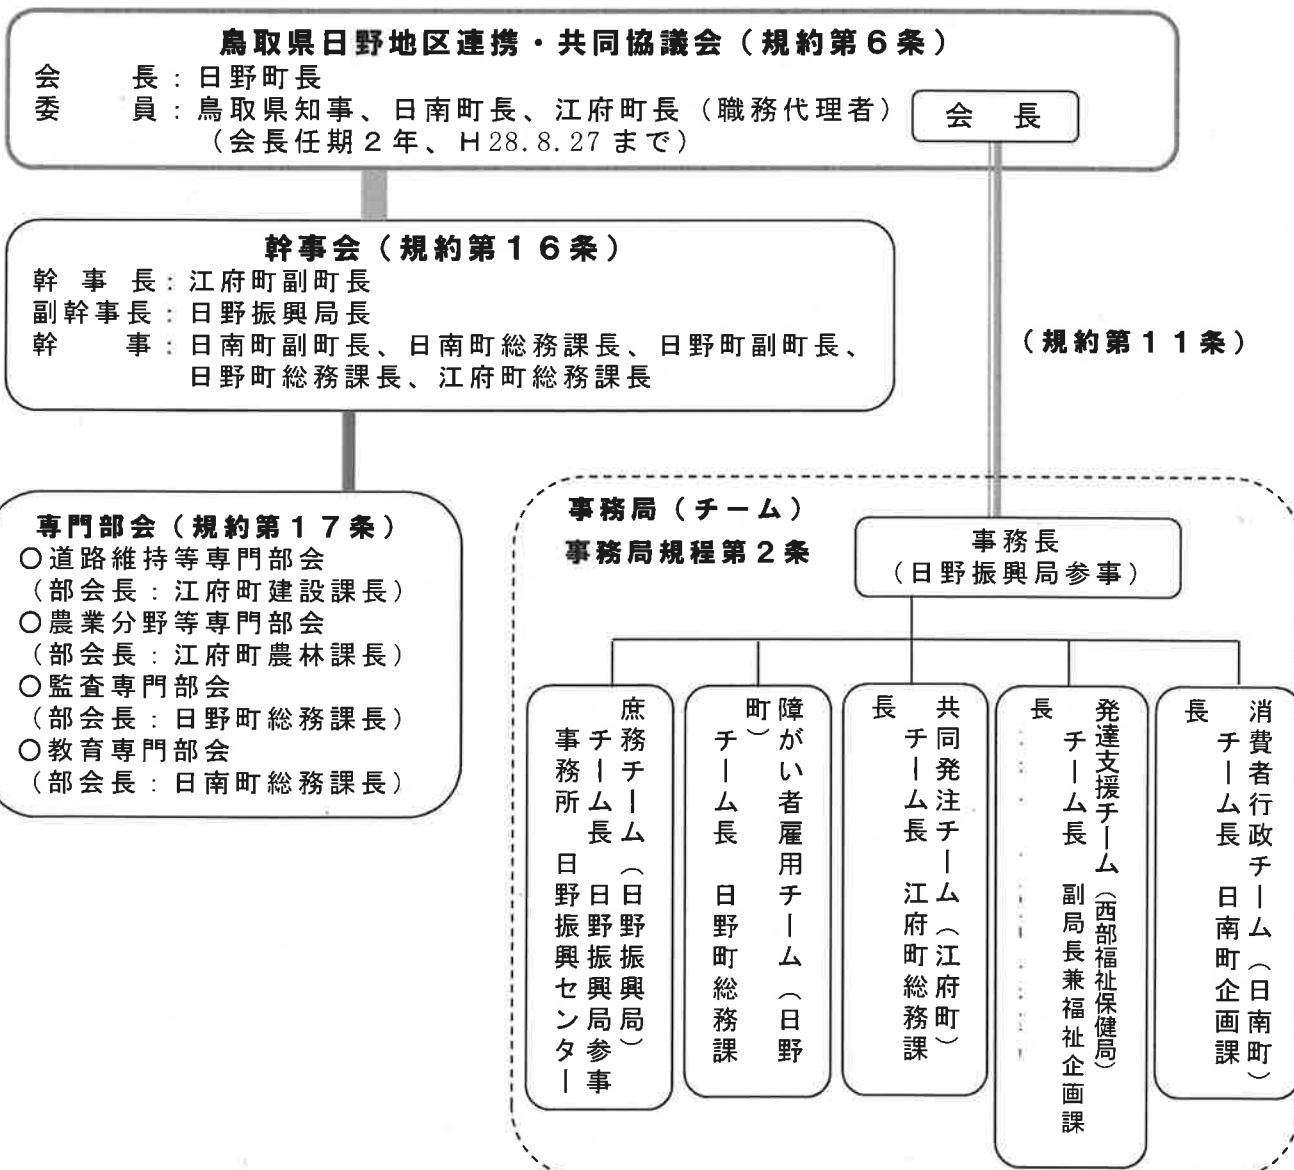 鳥取県日野地区連携・共同協議会（規約第６条）
会　　長：日野町長
委　　員：鳥取県知事、日南町長、江府町長（職務代理者）
（会長任期２年、Ｈ28.8.27まで）
会　長
幹事会（規約第１６条）
幹 事 長：江府町副町長
副幹事長：日野振興局長
幹　　事：日南町副町長、日南町総務課長、日野町副町長、
日野町総務課長、江府町総務課長
（規約第１１条）
専門部会（規約第１７条）
○道路維持等専門部会
（部会長：江府町建設課長）
○農業分野等専門部会
（部会長：江府町農林課長）
○監査専門部会
（部会長：日野町総務課長）
○教育専門部会
（部会長：日南町総務課長）
事務局（チーム）
事務局規程第２条
事務長
（日野振興局参事）
庶務チーム（日野振興局）
チーム長　日野振興局参事
事務所　日野振興センター
障がい者雇用チーム（日野
町）
チーム長　日野町総務課
共同発注チーム（江府町）
チーム長　江府町総務課
長
発達支援チーム（西部福祉保健局）
チーム長　副局長兼福祉企画課
長
消費者行政チーム（日南町）
チーム長　日南町企画課
長